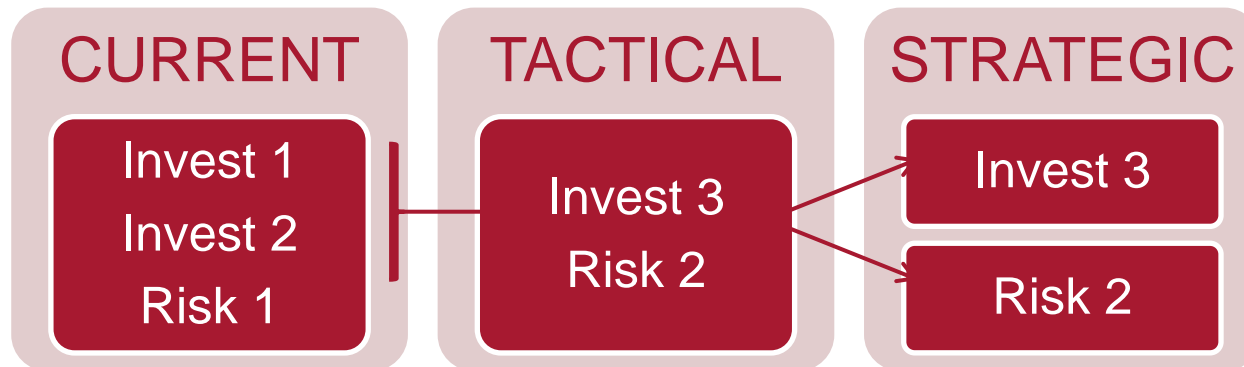 CURRENT
Invest 1
Invest 2
Risk 1
TACTICAL
Invest 3
Risk 2
STRATEGIC
Invest 3
Risk 2